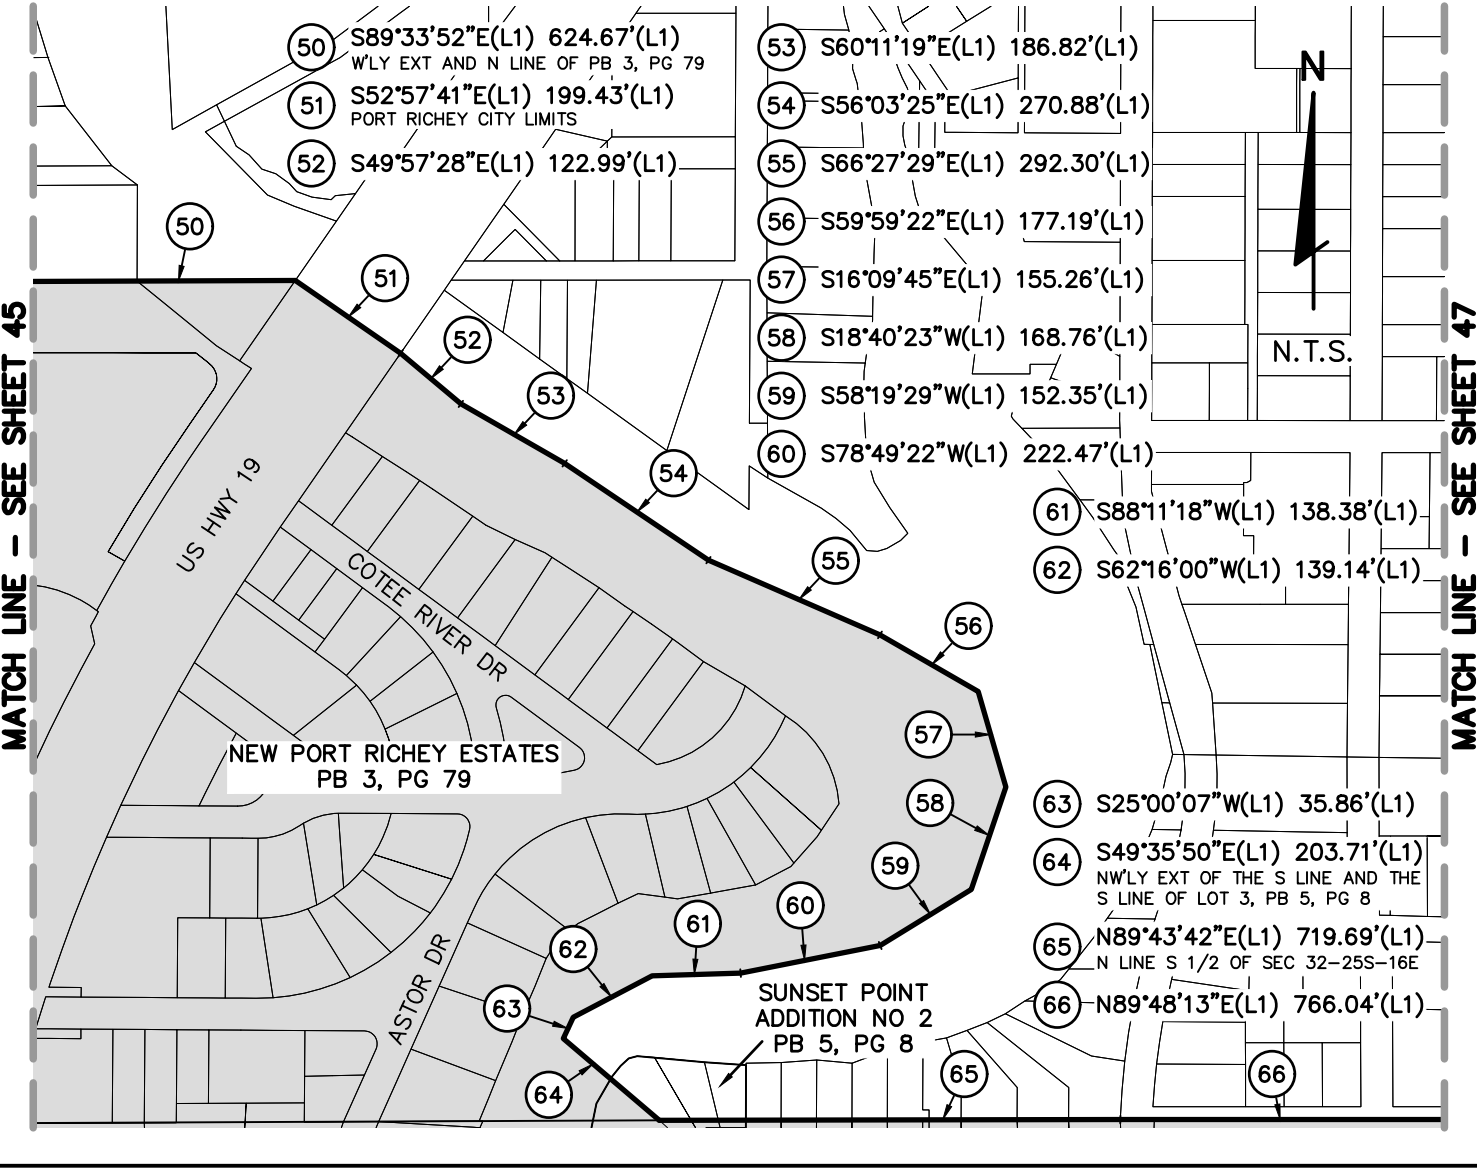 50 S89°33'52"E(L1) 624.67'(L1)
W'LY EXT AND N LINE OF PB 3, PG 79
51 S52°57'41"E(L1) 199.43'(L1)
PORT RICHEY CITY LIMITS
52 S49°57'28"E(L1) 122.99'(L1)
53 S60°11'19"E(L1) 186.82'(L1)
54 S56°03'25"E(L1) 270.88'(L1)
55 S66°27'29"E(L1) 292.30'(L1)
56 S59°59'22"E(L1) 177.19'(L1)
57 S16°09'45"E(L1) 155.26'(L1)
58 S18°40'23"W(L1) 168.76'(L1)
59 S58°19'29"W(L1) 152.35'(L1)
60 S78°49'22"W(L1) 222.47'(L1)
61 S88°11'18"W(L1) 138.38'(L1)
62 S62°16'00"W(L1) 139.14'(L1)
N
N.T.S.
50
51
52
53
54
55
56
57
58
59
60
61
62
63
64
65
66
MATCH LINE - SEE SHEET 45
MATCH LINE - SEE SHEET 47
US HWY 19
COTEE RIVER DR
NEW PORT RICHEY ESTATES
PB 3, PG 79
ASTOR DR
SUNSET POINT
ADDITION NO 2
PB 5, PG 8
63 S25°00'07"W(L1) 35.86'(L1)
64 S49°35'50"E(L1) 203.71'(L1)
NW'LY EXT OF THE S LINE AND THE
S LINE OF LOT 3, PB 5, PG 8
65 N89°43'42"E(L1) 719.69'(L1)
N LINE S 1/2 OF SEC 32-25S-16E
66 N89°48'13"E(L1) 766.04'(L1)